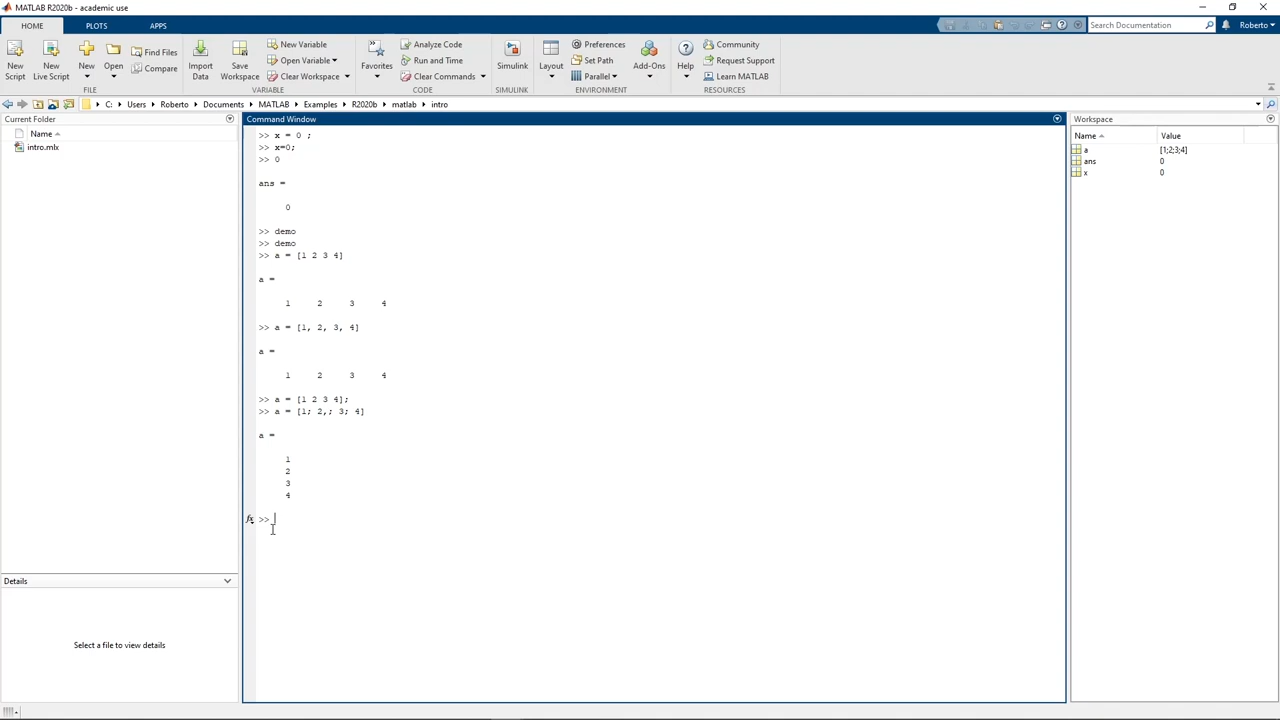 MATLAB R2020b - academic use
HOME PLOTS APPS
Search Documentation Roberto
New Script
New Live Script
New
Open
Find Files
Compare
FILE
Import Data
Save Workspace
New Variable
Open Variable
Clear Workspace
VARIABLE
Favorites
Analyze Code
Run and Time
Clear Commands
CODE
Simulink
SIMULINK
Layout
Preferences
Set Path
Parallel
Add-Ons
ENVIRONMENT
Help
Community
Request Support
Learn MATLAB
RESOURCES
C: Users Roberto Documents MATLAB Examples R2020b matlab intro
Current Folder
Name
intro.mlx
Details
Select a file to view details
Command Window
>> x = 0 ;
>> x=0;
>> 0
ans =
0
>> demo
>> demo
>> a = [1 2 3 4]
a =
1 2 3 4
>> a = [1, 2, 3, 4]
a =
1 2 3 4
>> a = [1 2 3 4];
>> a = [1; 2,; 3; 4]
a =
1
2
3
4
fx >>
Workspace
Name Value
a [1;2;3;4]
ans 0
x 0